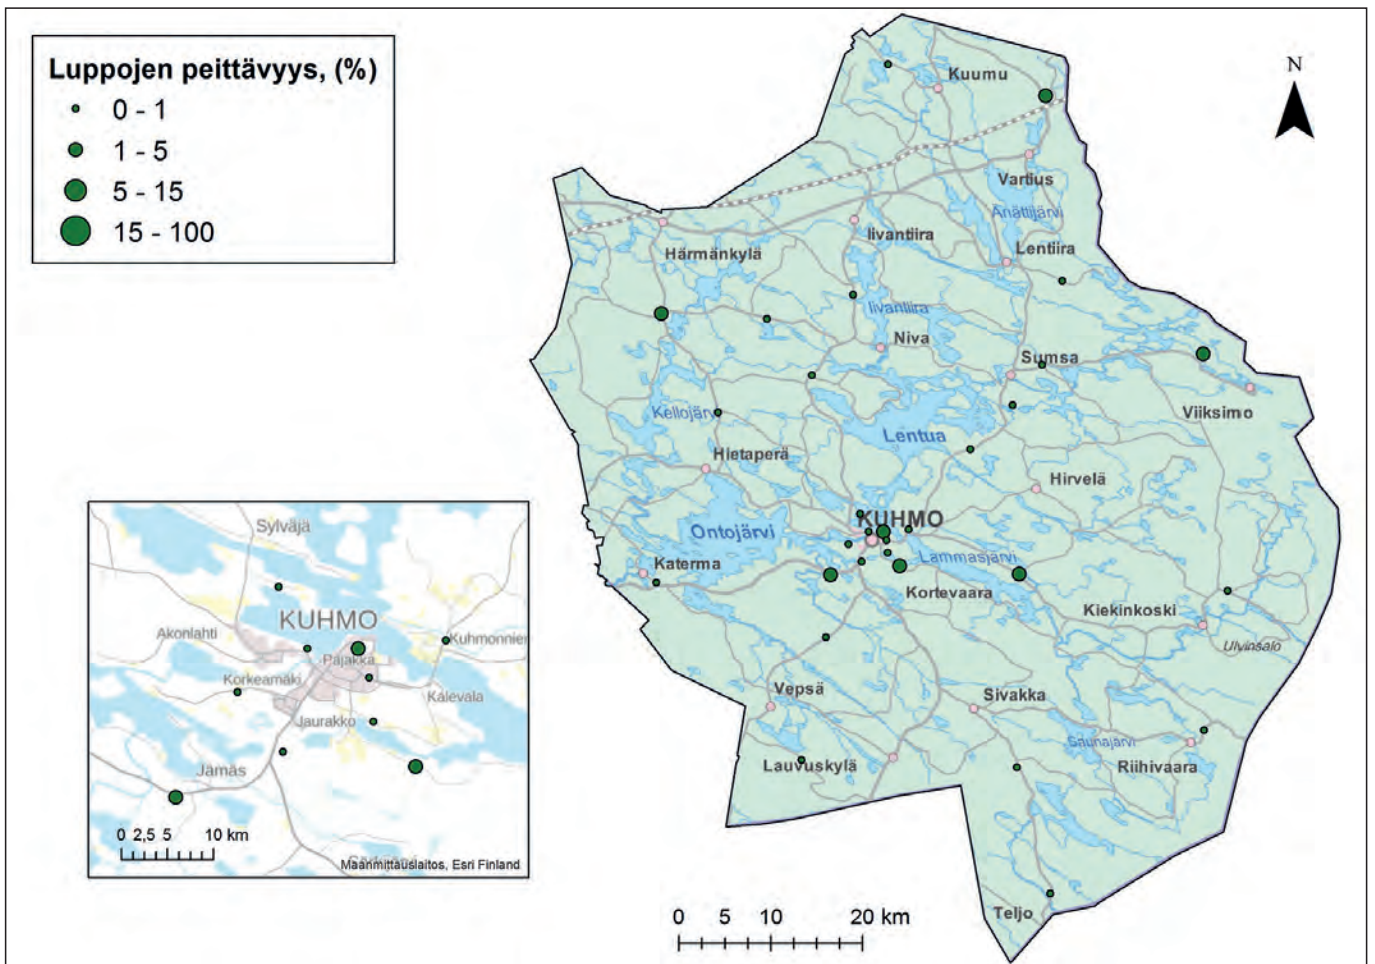 Luppojen peittävyys, (%)
0 - 1
1 - 5
5 - 15
15 - 100
N
Kuumu
Vartius
Änättijärvi
Iivantiira
Lentiira
Härmänkylä
Iivantiira
Niva
Sumsa
Viiksimo
Kellojärvi
Lentua
Hietaperä
Hirvelä
KUHMO
Ontojärvi
Lammasjärvi
Katerma
Kortevaara
Kiekinkoski
Ulvinsalo
Vepsä
Sivakka
Saunajärvi
Lauvuskylä
Riihivaara
Teljo
0 5 10 20 km
Sylväjä
KUHMO
Akonlahti
Kuhmonniemi
Pajakka
Korkeamäki
Kalevala
Jaurakko
Jämäs
0 2,5 5 10 km
Maanmittauslaitos, Esri Finland